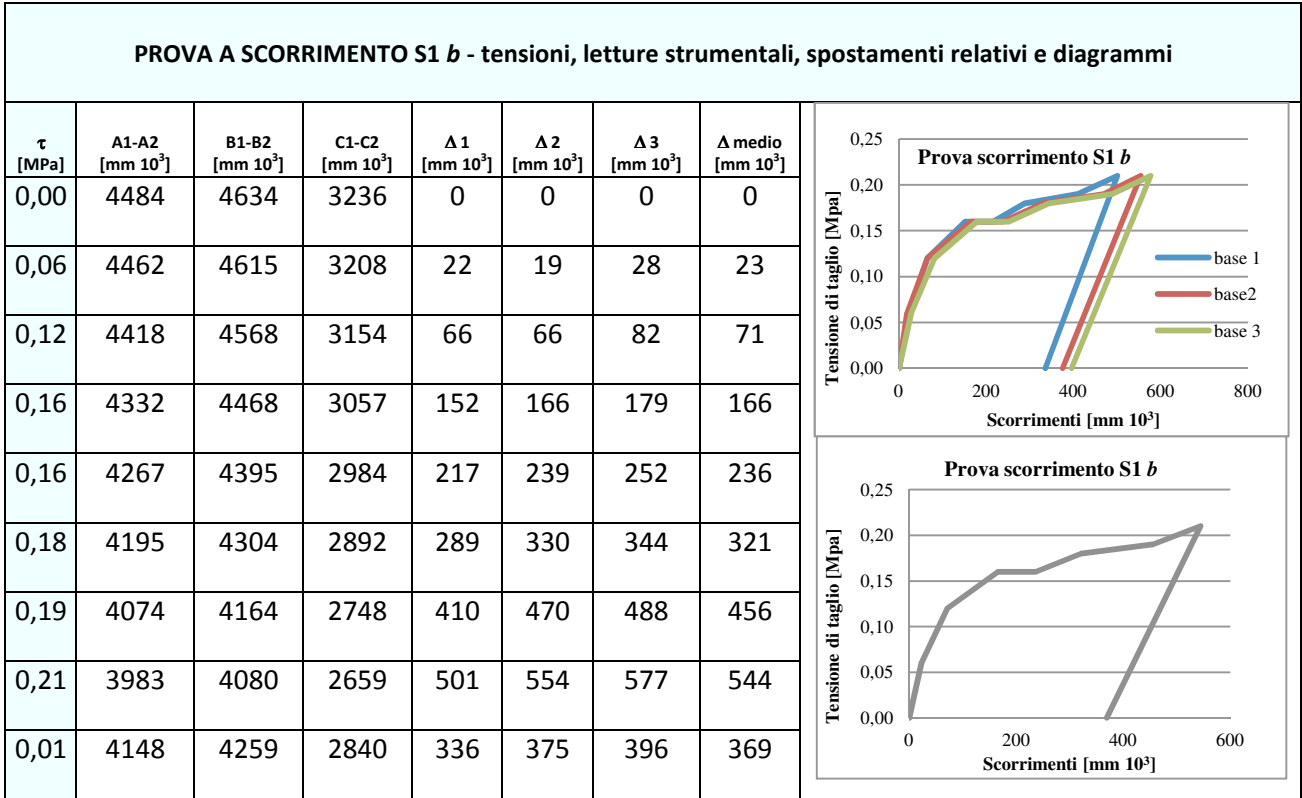 PROVA A SCORRIMENTO S1 b - tensioni, letture strumentali, spostamenti relativi e diagrammi
τ [MPa] A1-A2 [mm 10³] B1-B2 [mm 10³] C1-C2 [mm 10³] Δ 1 [mm 10³] Δ 2 [mm 10³] Δ 3 [mm 10³] Δ medio [mm 10³]
0,00 4484 4634 3236 0 0 0 0
0,06 4462 4615 3208 22 19 28 23
0,12 4418 4568 3154 66 66 82 71
0,16 4332 4468 3057 152 166 179 166
0,16 4267 4395 2984 217 239 252 236
0,18 4195 4304 2892 289 330 344 321
0,19 4074 4164 2748 410 470 488 456
0,21 3983 4080 2659 501 554 577 544
0,01 4148 4259 2840 336 375 396 369
Prova scorrimento S1 b
Tensione di taglio [Mpa]
0,25
0,20
0,15
0,10
0,05
0,00
0 200 400 600 800
Scorrimenti [mm 10³]
base 1
base2
base 3
Prova scorrimento S1 b
Tensione di taglio [Mpa]
0,25
0,20
0,15
0,10
0,05
0,00
0 200 400 600
Scorrimenti [mm 10³]